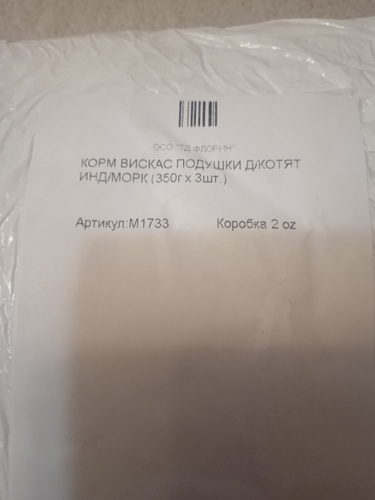 ООО "ТД ФЛОРИН"
КОРМ ВИСКАС ПОДУШКИ Д/КОТЯТ
ИНД/МОРК (350г х 3шт.)
Артикул:М1733 Коробка 2 oz